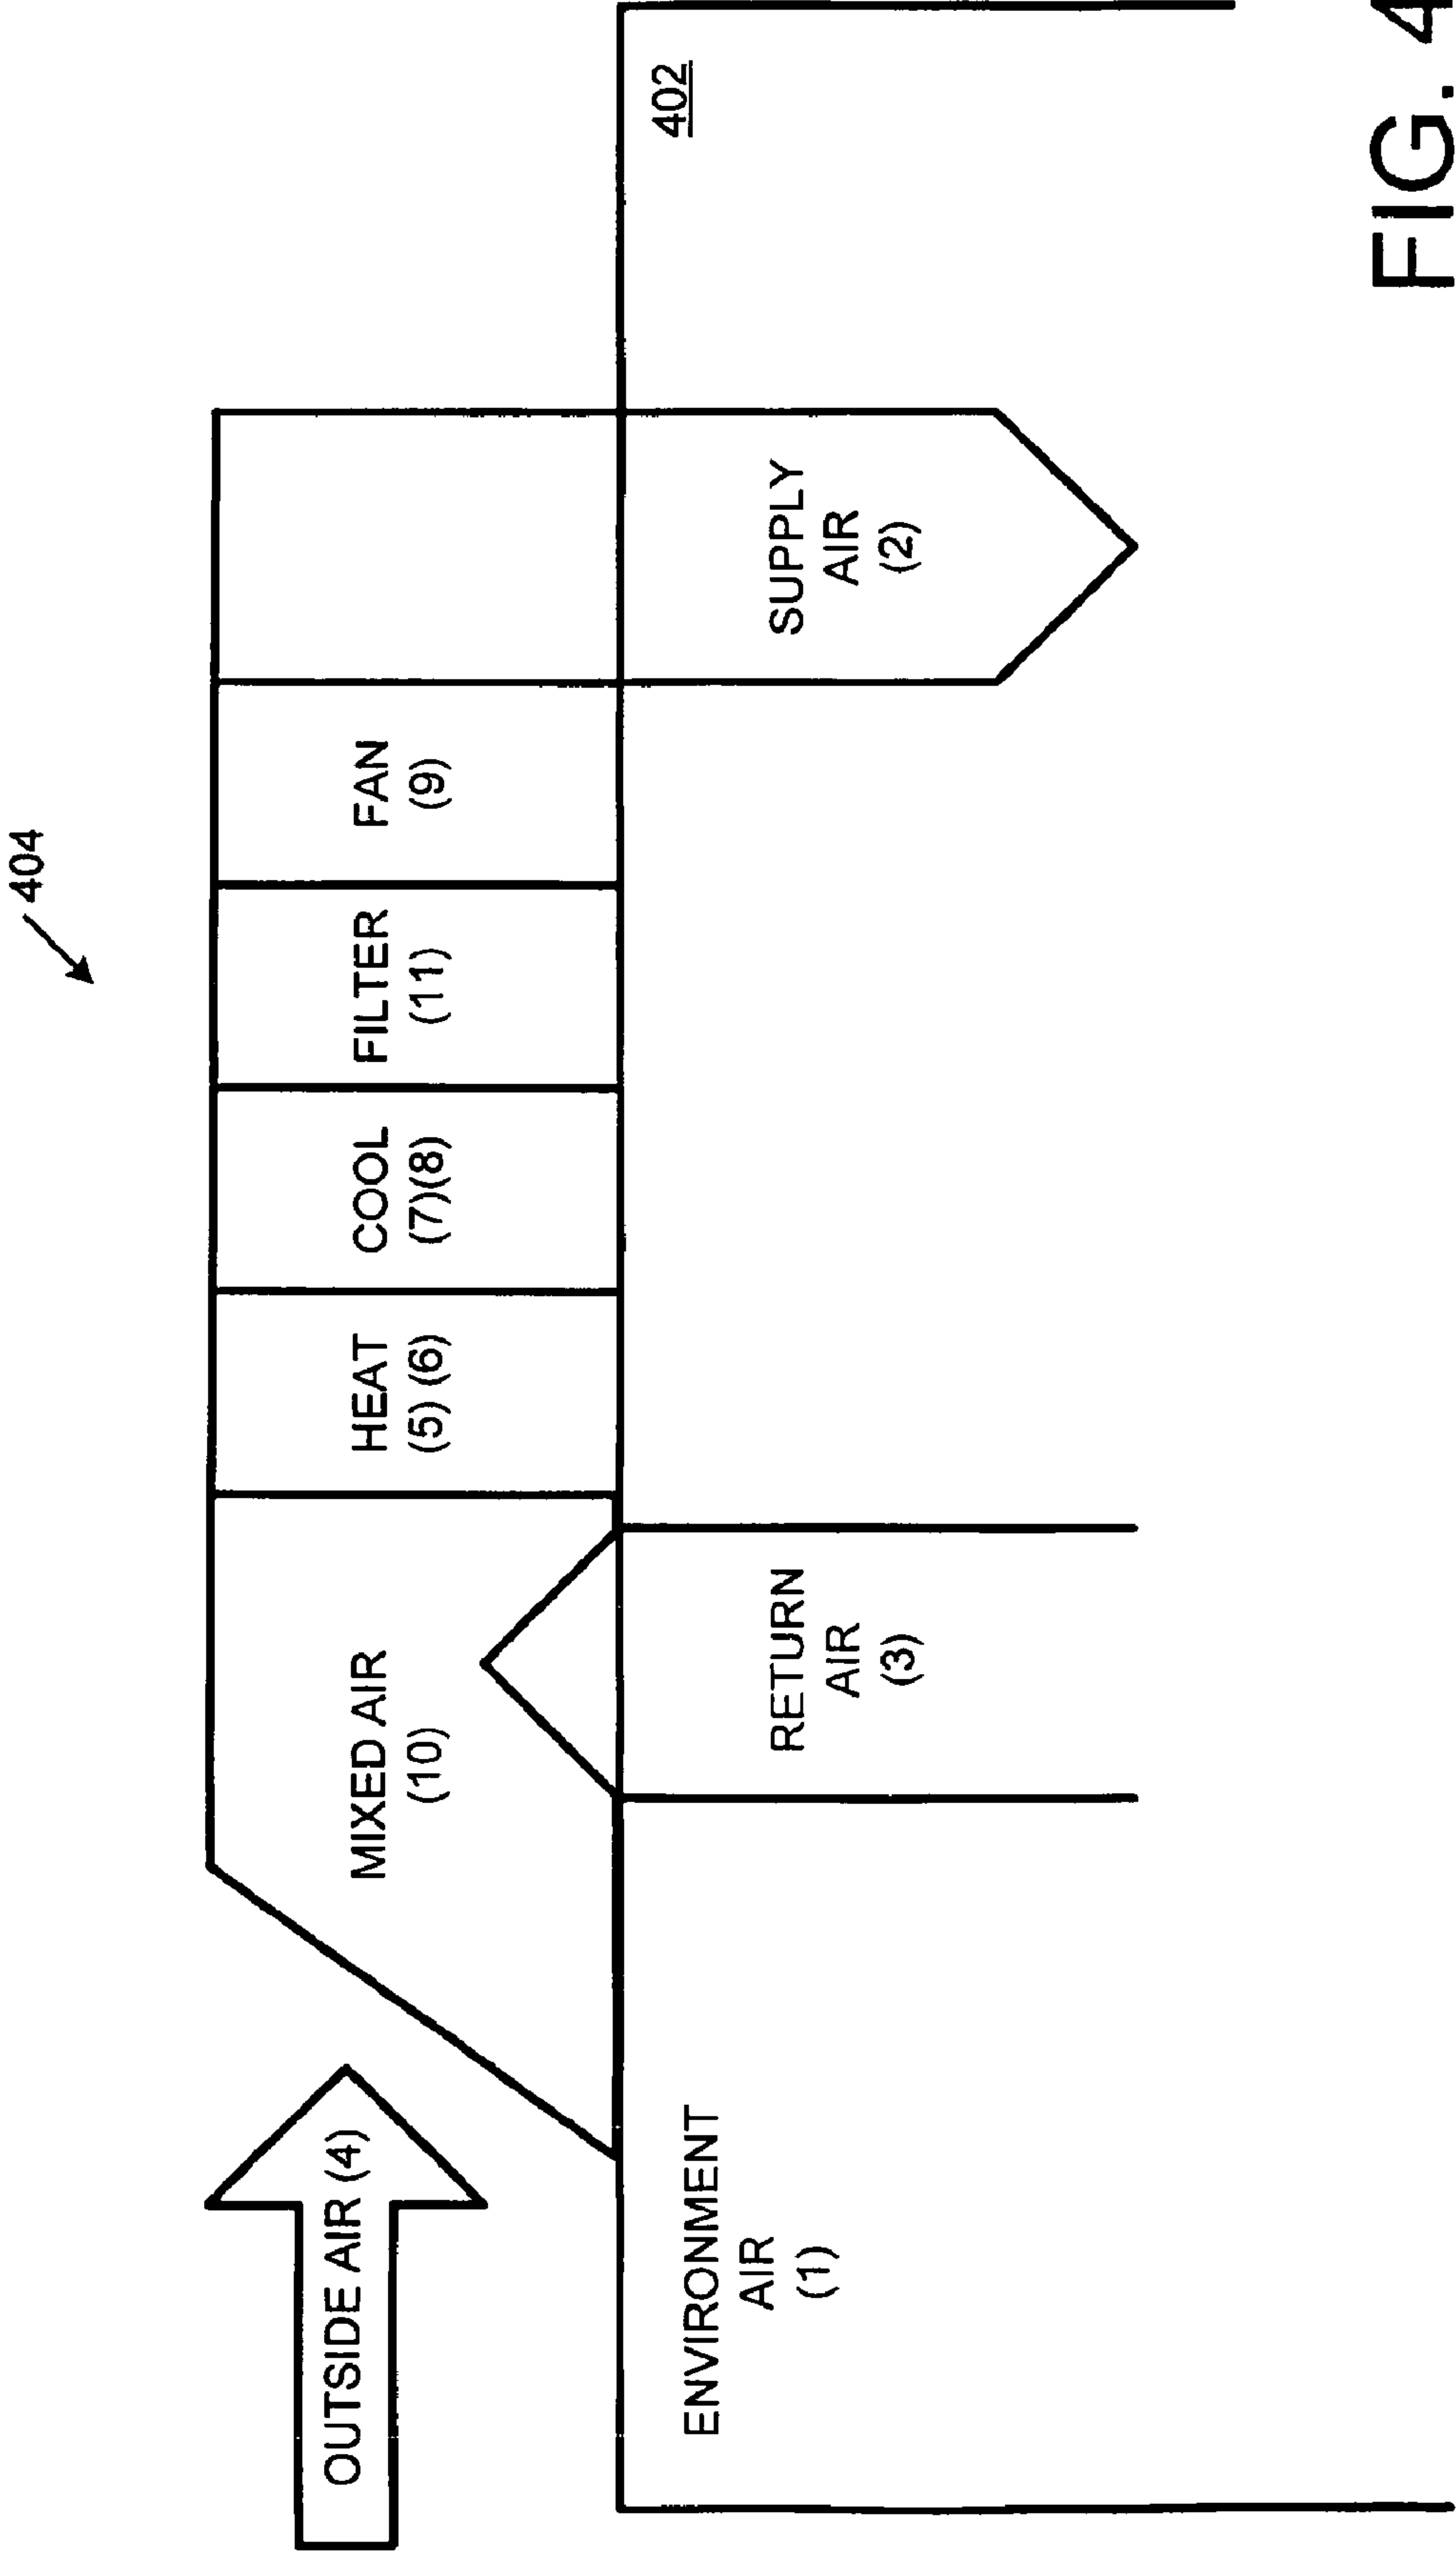 404
OUTSIDE AIR (4)
MIXED AIR
(10)
HEAT
(5) (6)
COOL
(7)(8)
FILTER
(11)
FAN
(9)
402
ENVIRONMENT
AIR
(1)
RETURN
AIR
(3)
SUPPLY
AIR
(2)
FIG. 4